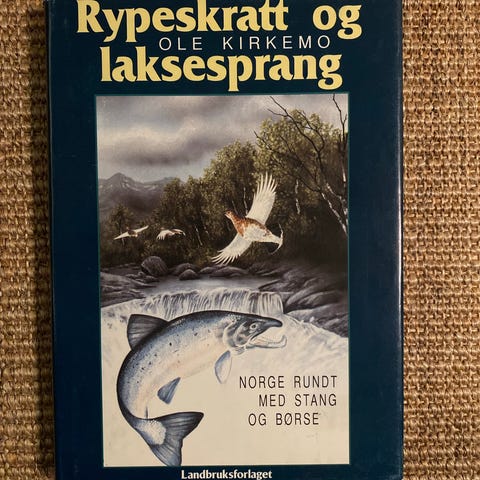 Rypeskratt og
OLE KIRKEMO
laksesprang
NORGE RUNDT
MED STANG
OG BØRSE
Landbruksforlaget